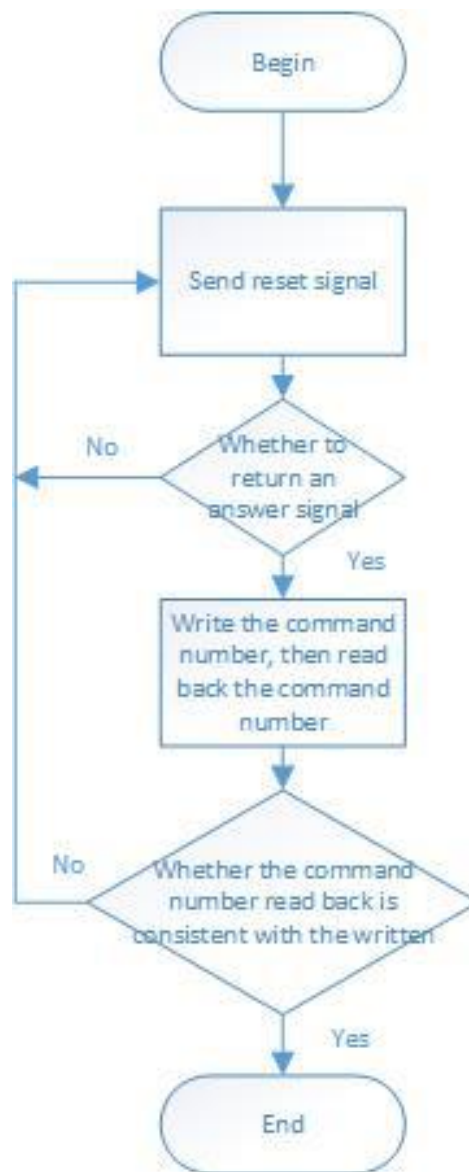 Begin
Send reset signal
No
Whether to
return an
answer signal
Yes
Write the command
number, then read
back the command
number
No
Whether the command
number read back is
consistent with the written
Yes
End